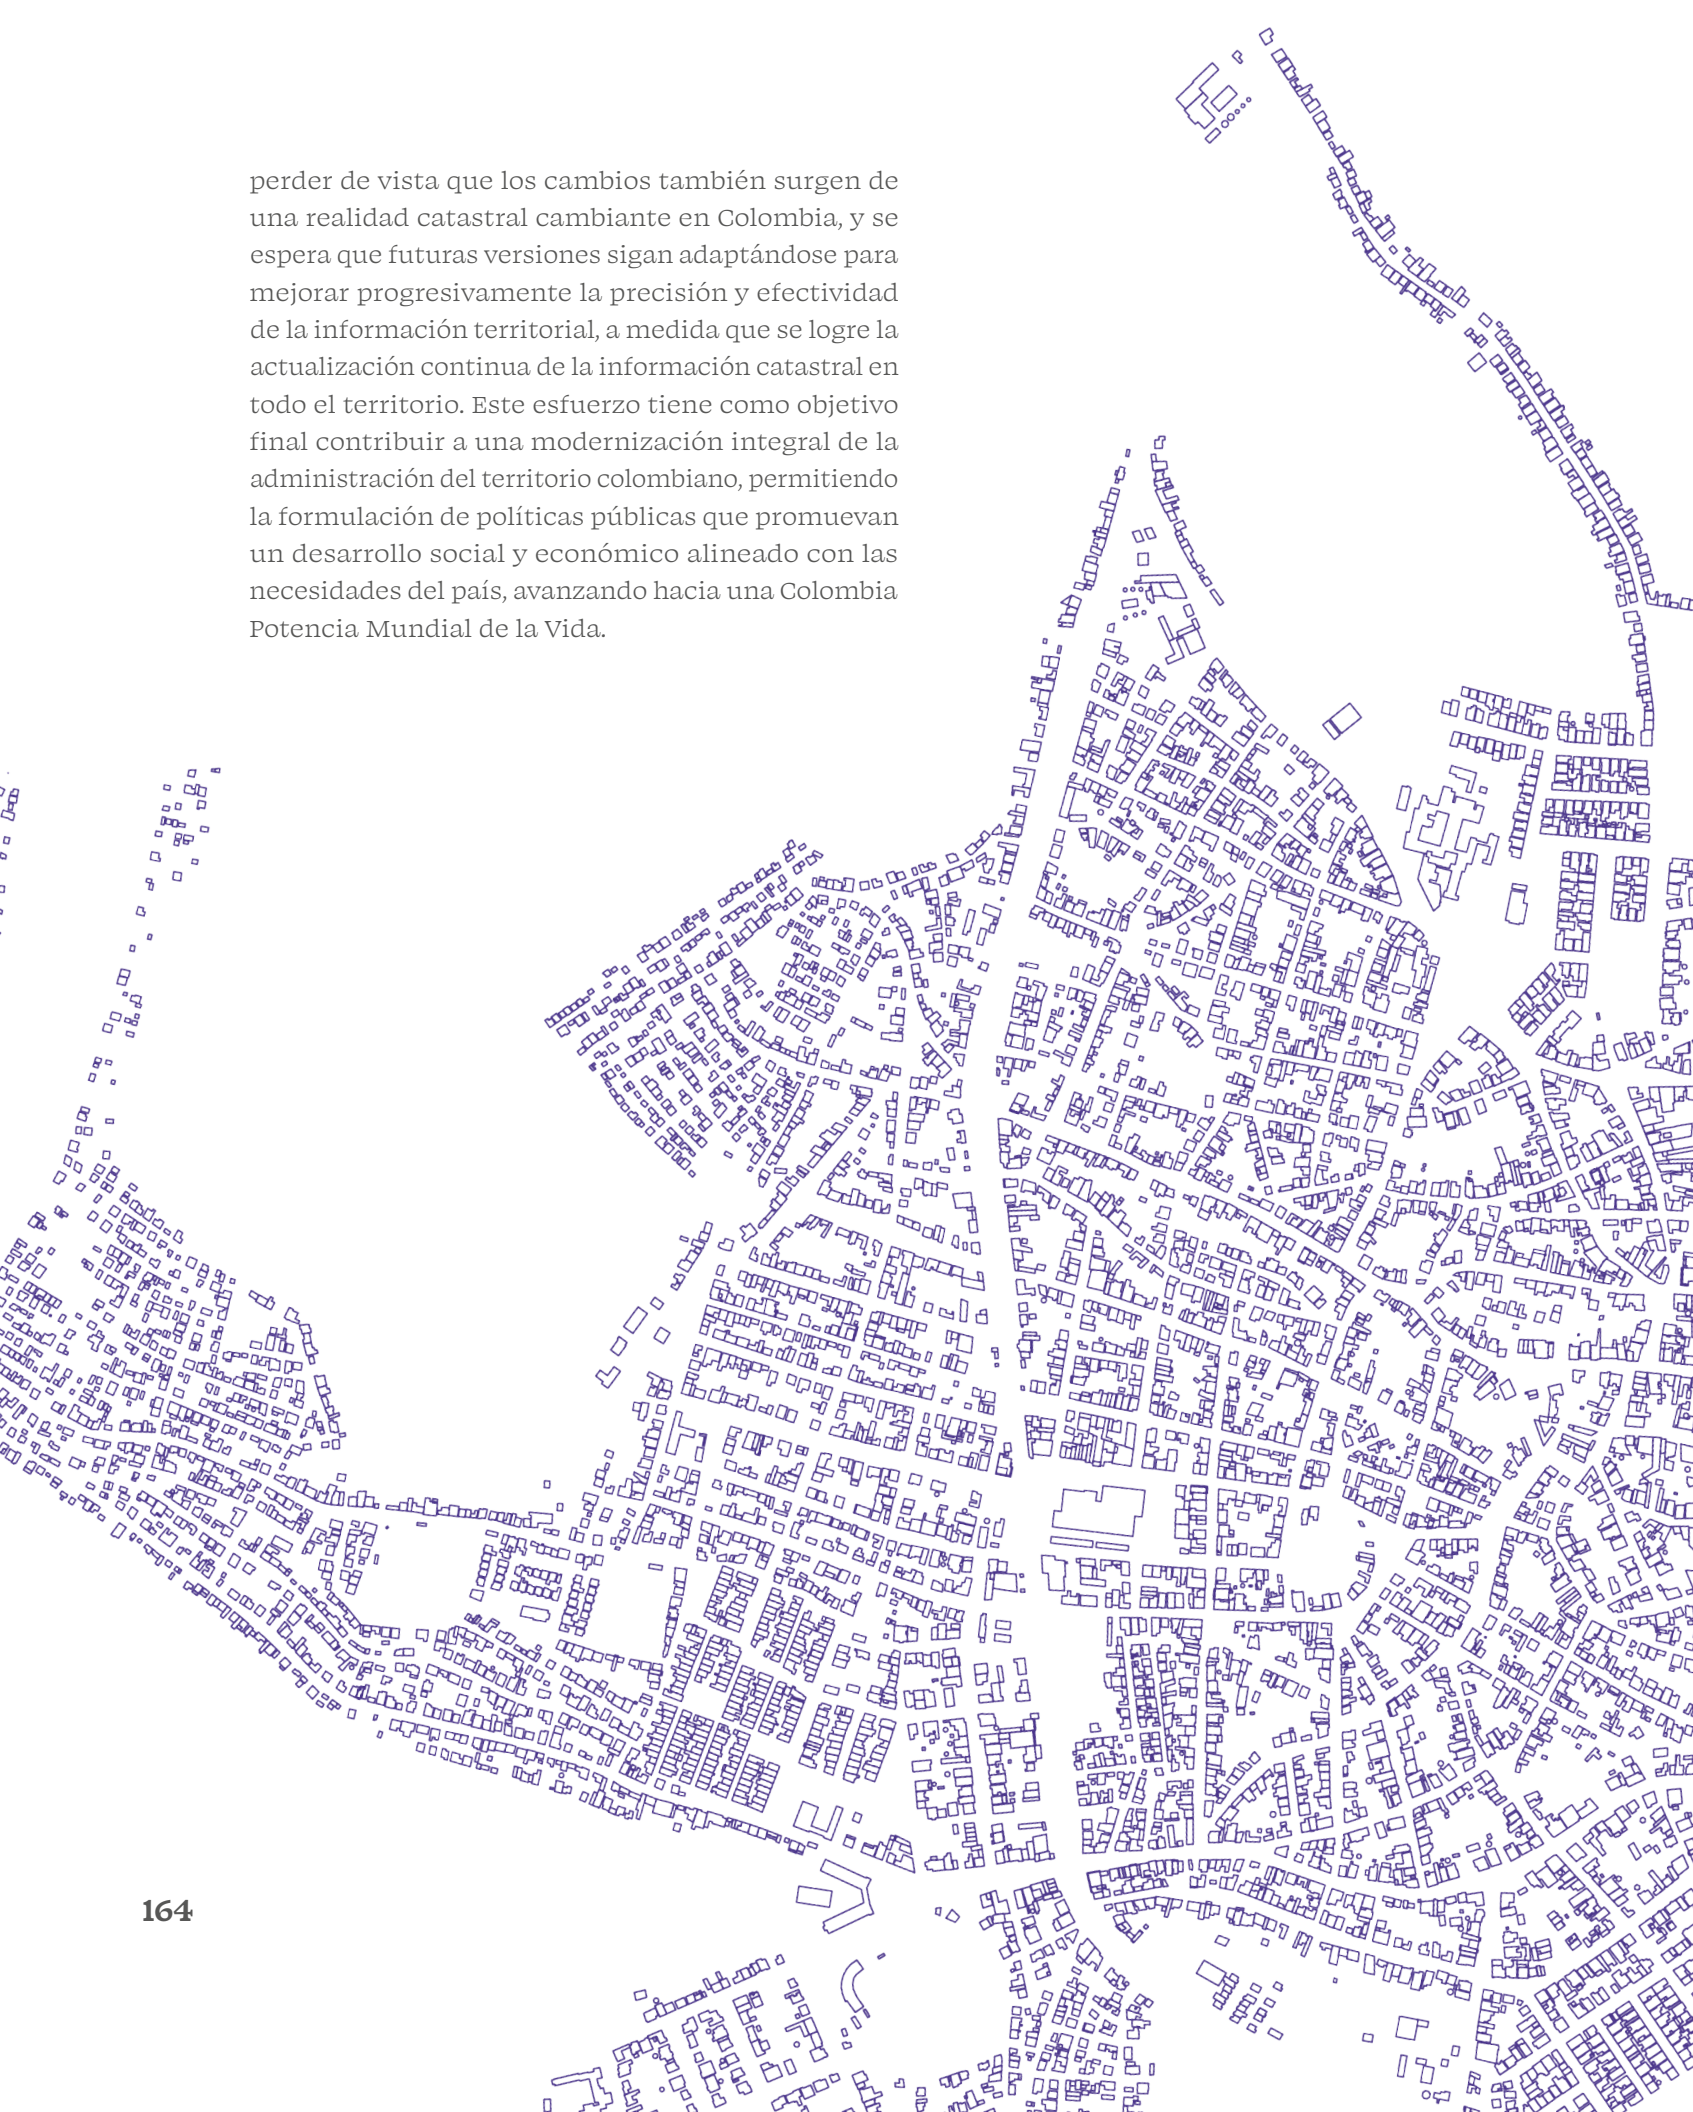 perder de vista que los cambios también surgen de
una realidad catastral cambiante en Colombia, y se
espera que futuras versiones sigan adaptándose para
mejorar progresivamente la precisión y efectividad
de la información territorial, a medida que se logre la
actualización continua de la información catastral en
todo el territorio. Este esfuerzo tiene como objetivo
final contribuir a una modernización integral de la
administración del territorio colombiano, permitiendo
la formulación de políticas públicas que promuevan
un desarrollo social y económico alineado con las
necesidades del país, avanzando hacia una Colombia
Potencia Mundial de la Vida.
164